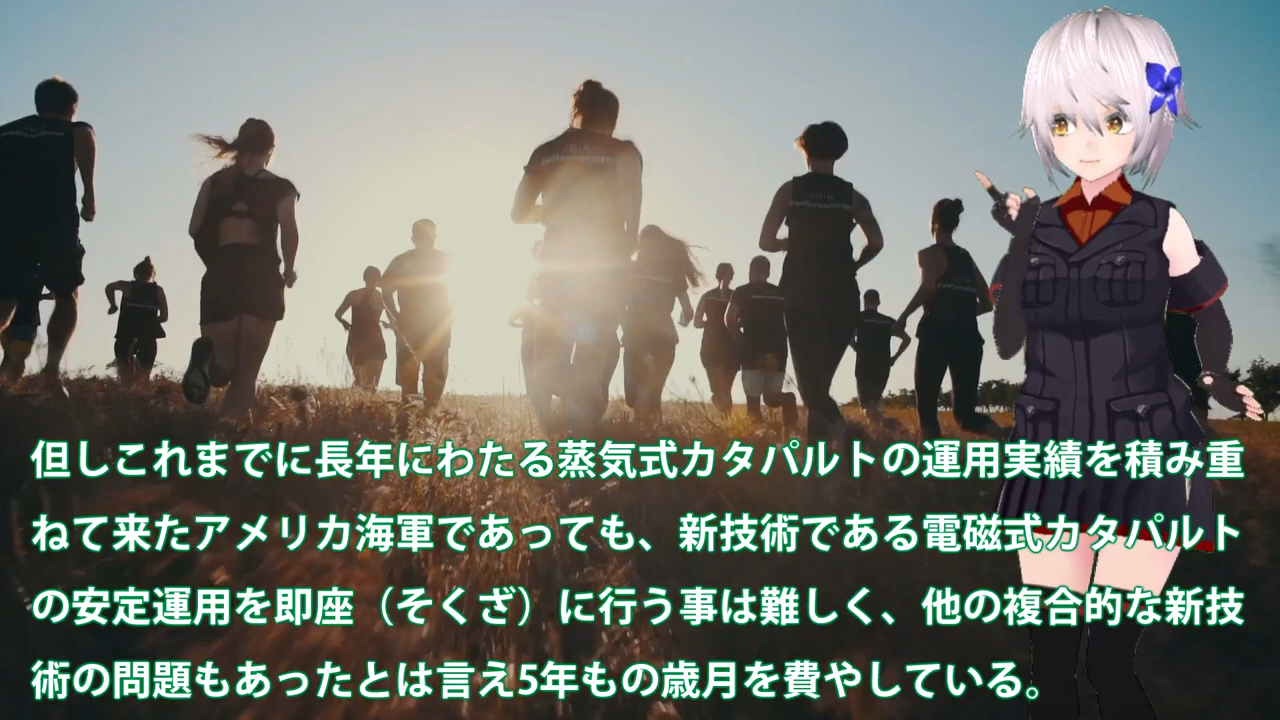 但しこれまでに長年にわたる蒸気式カタパルトの運用実績を積み重
ねて来たアメリカ海軍であっても、新技術である電磁式カタパルト
の安定運用を即座（そくざ）に行う事は難しく、他の複合的な新技
術の問題もあったとは言え5年もの歳月を費やしている。